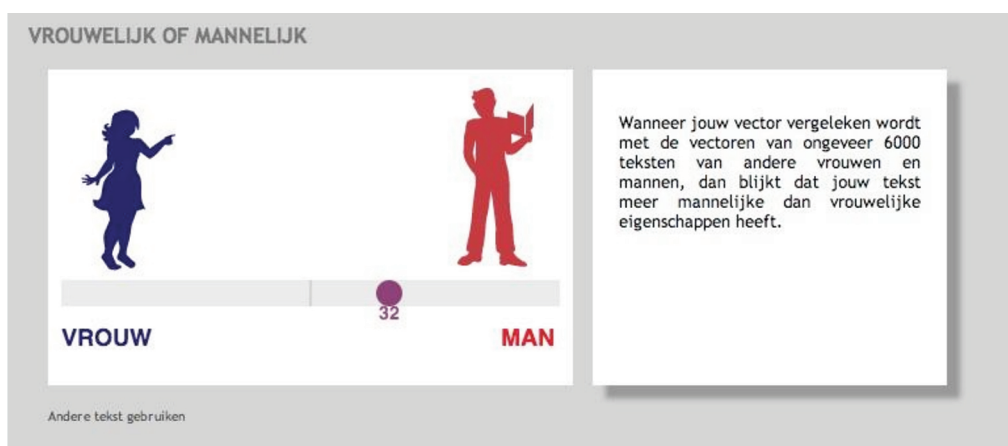 VROUWELIJK OF MANNELIJK
32
VROUW
MAN
Wanneer jouw vector vergeleken wordt
met de vectoren van ongeveer 6000
teksten van andere vrouwen en
mannen, dan blijkt dat jouw tekst
meer mannelijke dan vrouwelijke
eigenschappen heeft.
Andere tekst gebruiken